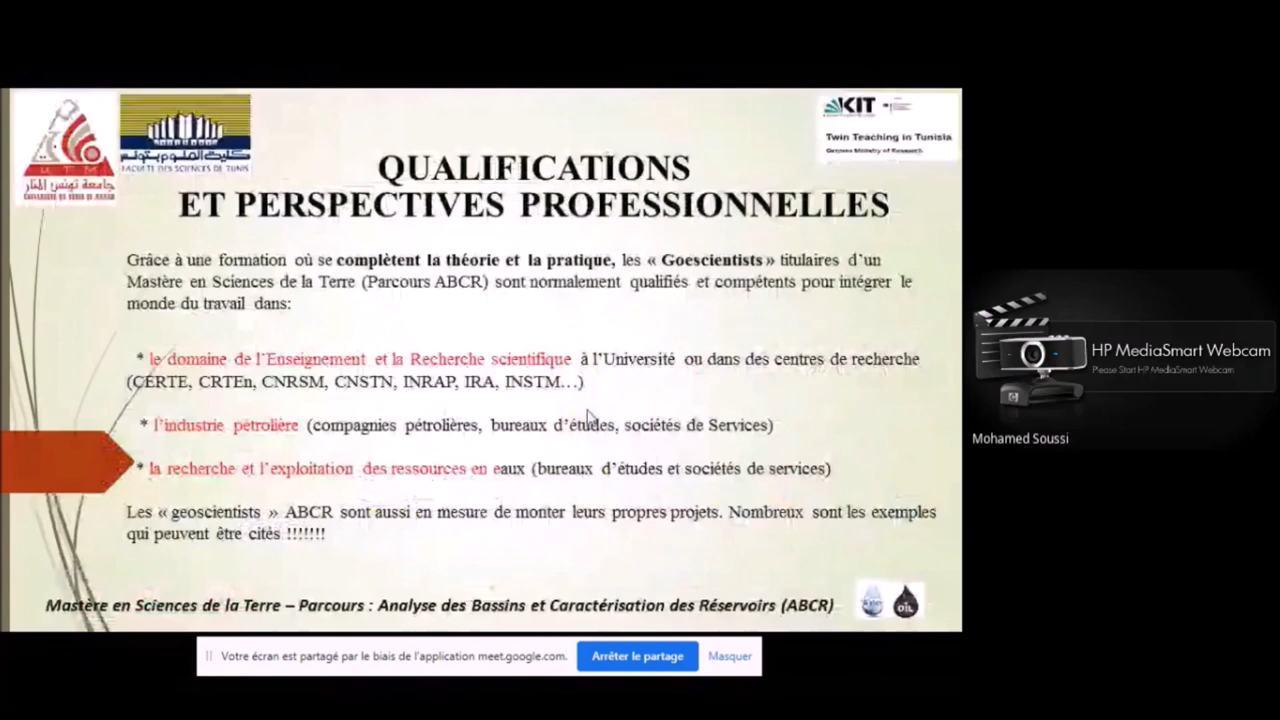 UTM
جامعة تونس المنار
كلية العلوم بتونس
FACULTE DES SCIENCES DE TUNIS
KIT
Twin Teaching in Tunisia
German Ministry of Research
QUALIFICATIONS
ET PERSPECTIVES PROFESSIONNELLES
Grâce à une formation où se complètent la théorie et la pratique, les « Goescientists » titulaires d’un
Mastère en Sciences de la Terre (Parcours ABCR) sont normalement qualifiés et compétents pour intégrer le
monde du travail dans:
* le domaine de l’Enseignement et la Recherche scientifique à l’Université ou dans des centres de recherche
(CERTE, CRTEn, CNRSM, CNSTN, INRAP, IRA, INSTM…)
* l’industrie pétrolière (compagnies pétrolières, bureaux d’études, sociétés de Services)
* la recherche et l’exploitation des ressources en eaux (bureaux d’études et sociétés de services)
Les « geoscientists » ABCR sont aussi en mesure de monter leurs propres projets. Nombreux sont les exemples
qui peuvent être cités !!!!!!!
Mastère en Sciences de la Terre – Parcours : Analyse des Bassins et Caractérisation des Réservoirs (ABCR)
Water
OIL
Votre écran est partagé par le biais de l'application meet.google.com.
Arrêter le partage
Masquer
HP MediaSmart Webcam
Please Start HP MediaSmart Webcam
Mohamed Soussi